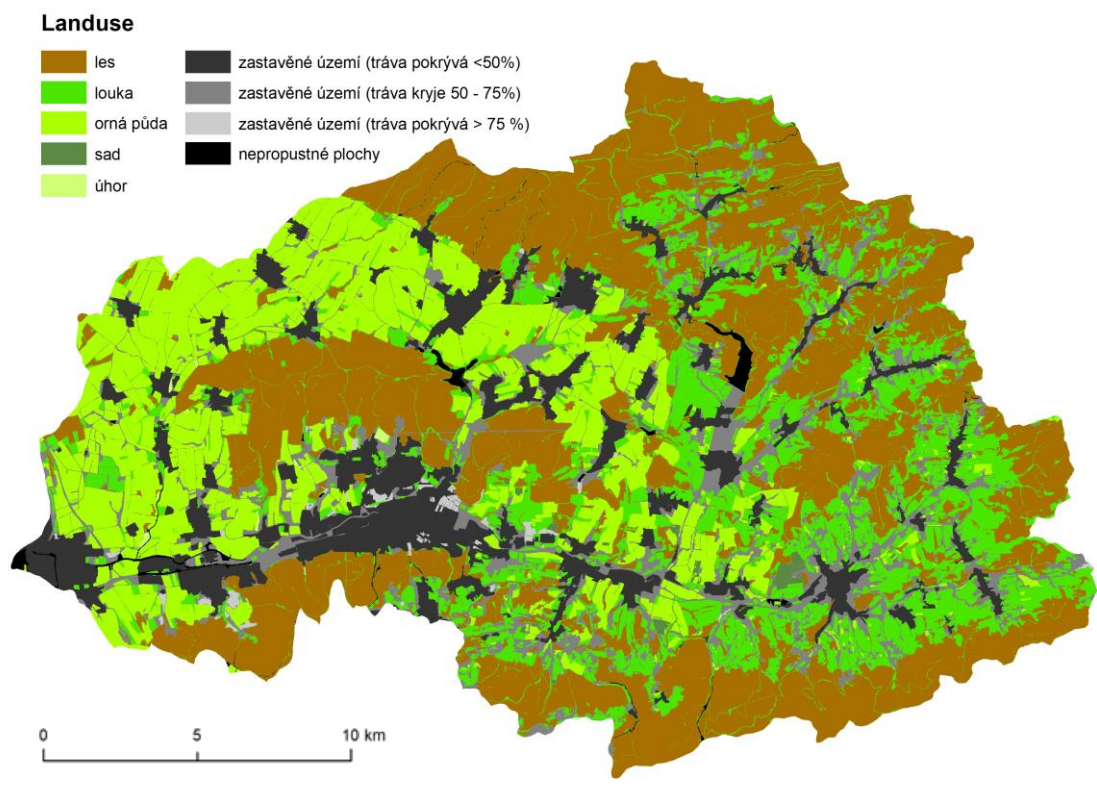 Landuse
les
louka
orná půda
sad
úhor
zastavěné území (tráva pokrývá <50%)
zastavěné území (tráva kryje 50 - 75%)
zastavěné území (tráva pokrývá > 75 %)
nepropustné plochy
0 5 10 km